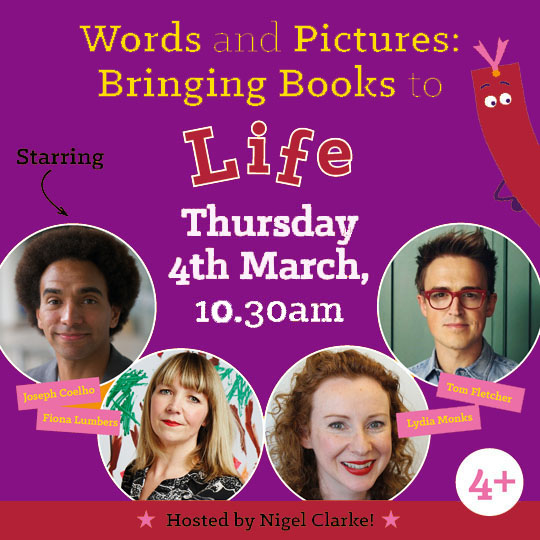 Words and Pictures:
Bringing Books to
Life
Starring
Thursday
4th March,
10.30am
Joseph Coelho
Fiona Lumbers
Tom Fletcher
Lydia Monks
4+
Hosted by Nigel Clarke!